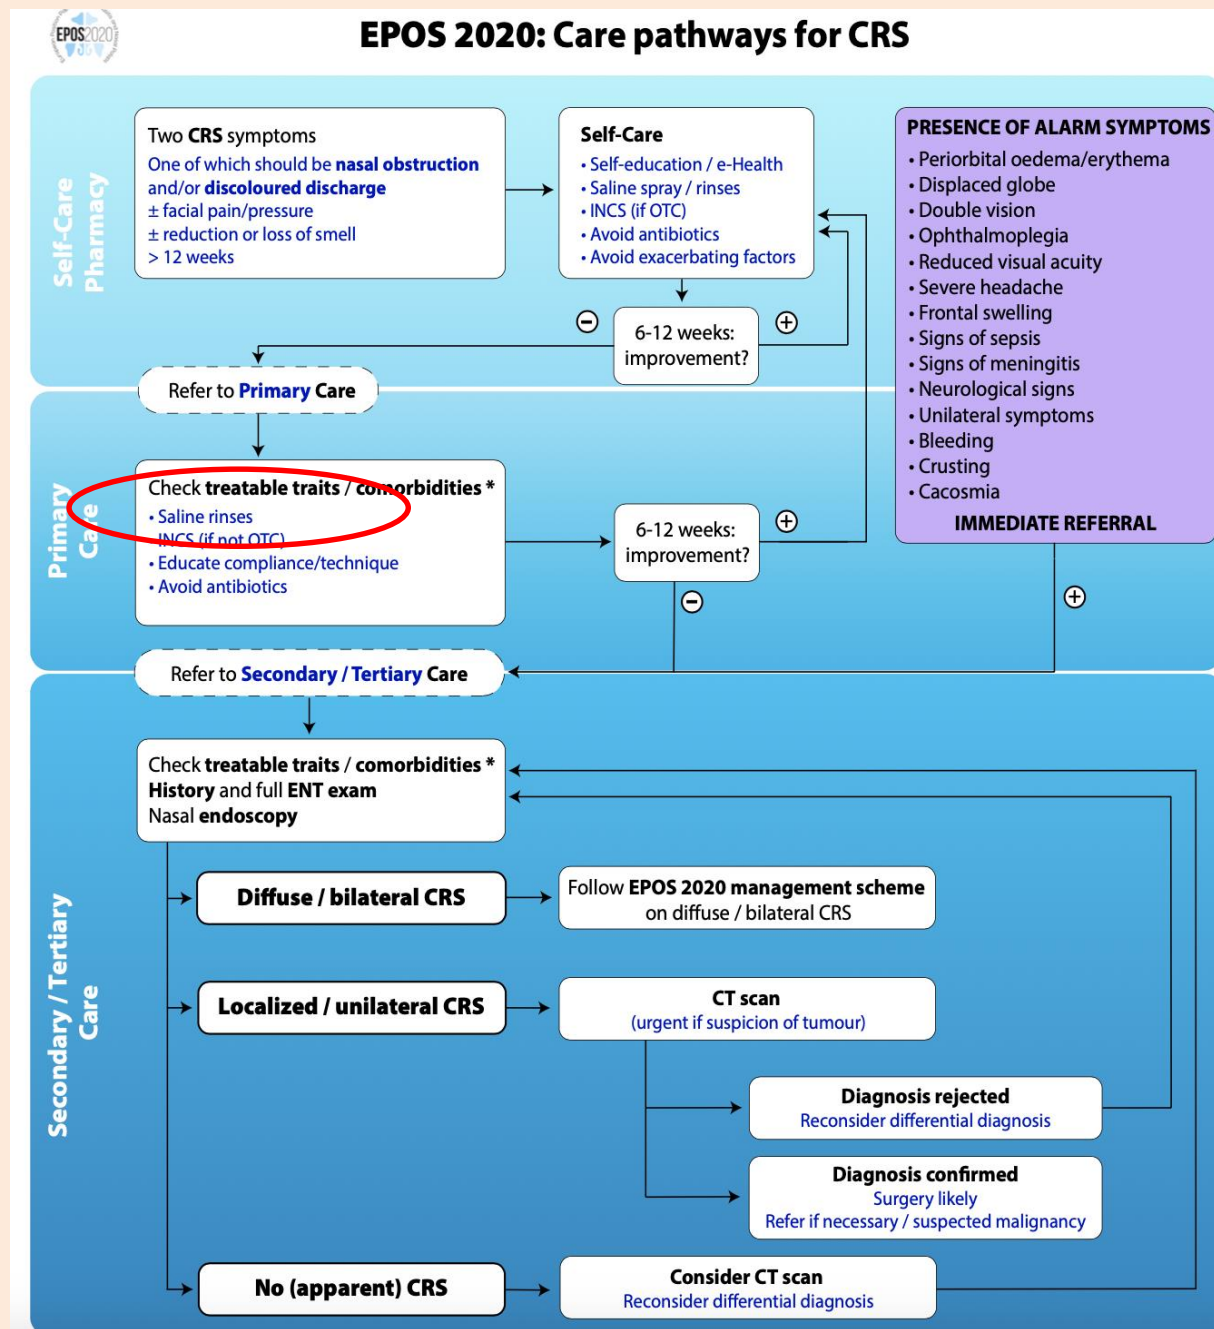 EPOS2020
EPOS 2020: Care pathways for CRS
Self-Care
Pharmacy
Two CRS symptoms
One of which should be nasal obstruction
and/or discoloured discharge
± facial pain/pressure
± reduction or loss of smell
> 12 weeks
Self-Care
• Self-education / e-Health
• Saline spray / rinses
• INCS (if OTC)
• Avoid antibiotics
• Avoid exacerbating factors
PRESENCE OF ALARM SYMPTOMS
• Periorbital oedema/erythema
• Displaced globe
• Double vision
• Ophthalmoplegia
• Reduced visual acuity
• Severe headache
• Frontal swelling
• Signs of sepsis
• Signs of meningitis
• Neurological signs
• Unilateral symptoms
• Bleeding
• Crusting
• Cacosmia
IMMEDIATE REFERRAL
−
6-12 weeks:
improvement?
+
Refer to Primary Care
Primary
Care
Check treatable traits / comorbidities *
• Saline rinses
• INCS (if not OTC)
• Educate compliance/technique
• Avoid antibiotics
6-12 weeks:
improvement?
+
−
+
Refer to Secondary / Tertiary Care
Secondary / Tertiary
Care
Check treatable traits / comorbidities *
History and full ENT exam
Nasal endoscopy
Diffuse / bilateral CRS
Follow EPOS 2020 management scheme
on diffuse / bilateral CRS
Localized / unilateral CRS
CT scan
(urgent if suspicion of tumour)
Diagnosis rejected
Reconsider differential diagnosis
Diagnosis confirmed
Surgery likely
Refer if necessary / suspected malignancy
No (apparent) CRS
Consider CT scan
Reconsider differential diagnosis